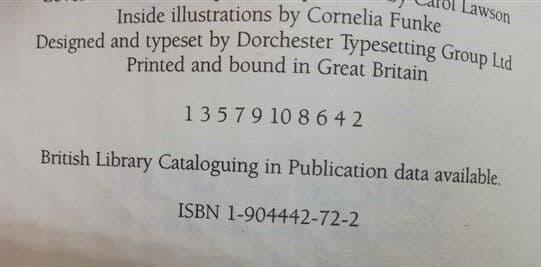 Carol Lawson
Inside illustrations by Cornelia Funke
Designed and typeset by Dorchester Typesetting Group Ltd
Printed and bound in Great Britain
1 3 5 7 9 10 8 6 4 2
British Library Cataloguing in Publication data available.
ISBN 1-904442-72-2